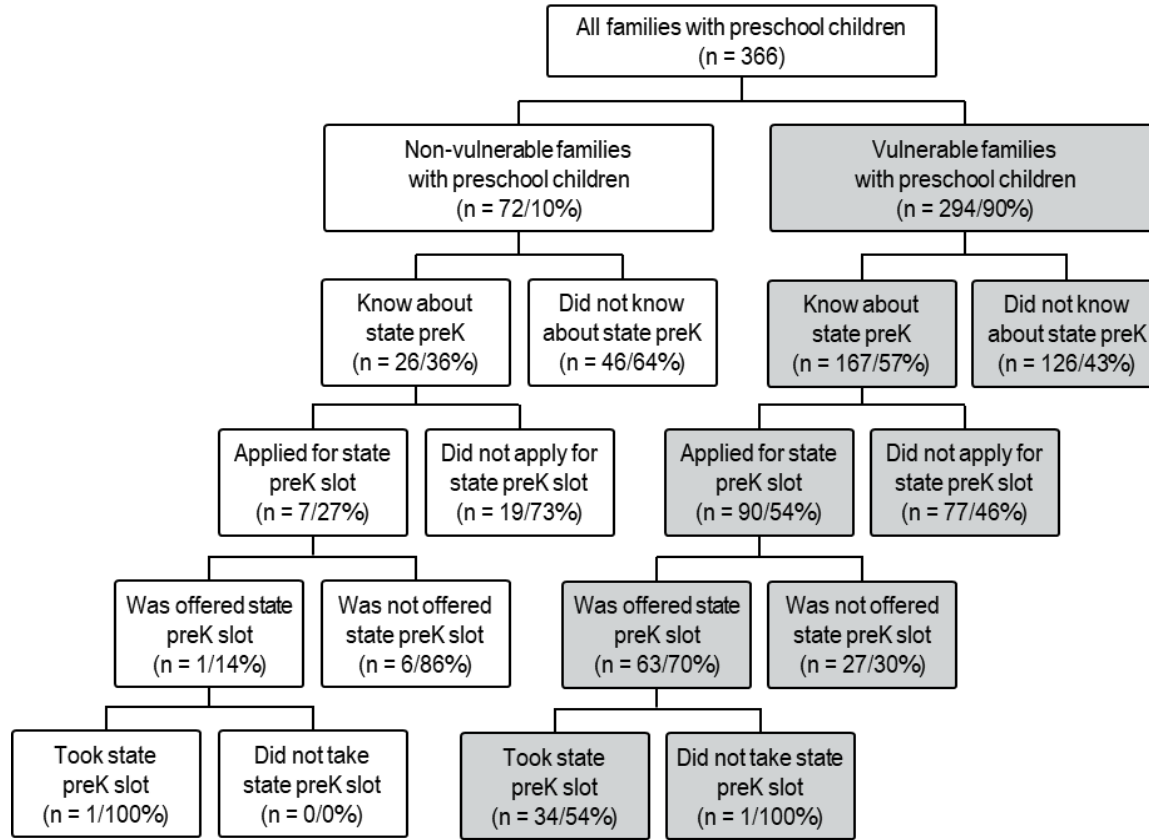 All families with preschool children
(n = 366)
Non-vulnerable families
with preschool children
(n = 72/10%)
Vulnerable families
with preschool children
(n = 294/90%)
Know about
state preK
(n = 26/36%)
Did not know
about state preK
(n = 46/64%)
Know about
state preK
(n = 167/57%)
Did not know
about state preK
(n = 126/43%)
Applied for state
preK slot
(n = 7/27%)
Did not apply for
state preK slot
(n = 19/73%)
Applied for state
preK slot
(n = 90/54%)
Did not apply for
state preK slot
(n = 77/46%)
Was offered state
preK slot
(n = 1/14%)
Was not offered
state preK slot
(n = 6/86%)
Was offered state
preK slot
(n = 63/70%)
Was not offered
state preK slot
(n = 27/30%)
Took state
preK slot
(n = 1/100%)
Did not take
state preK slot
(n = 0/0%)
Took state
preK slot
(n = 34/54%)
Did not take state
preK slot
(n = 1/100%)